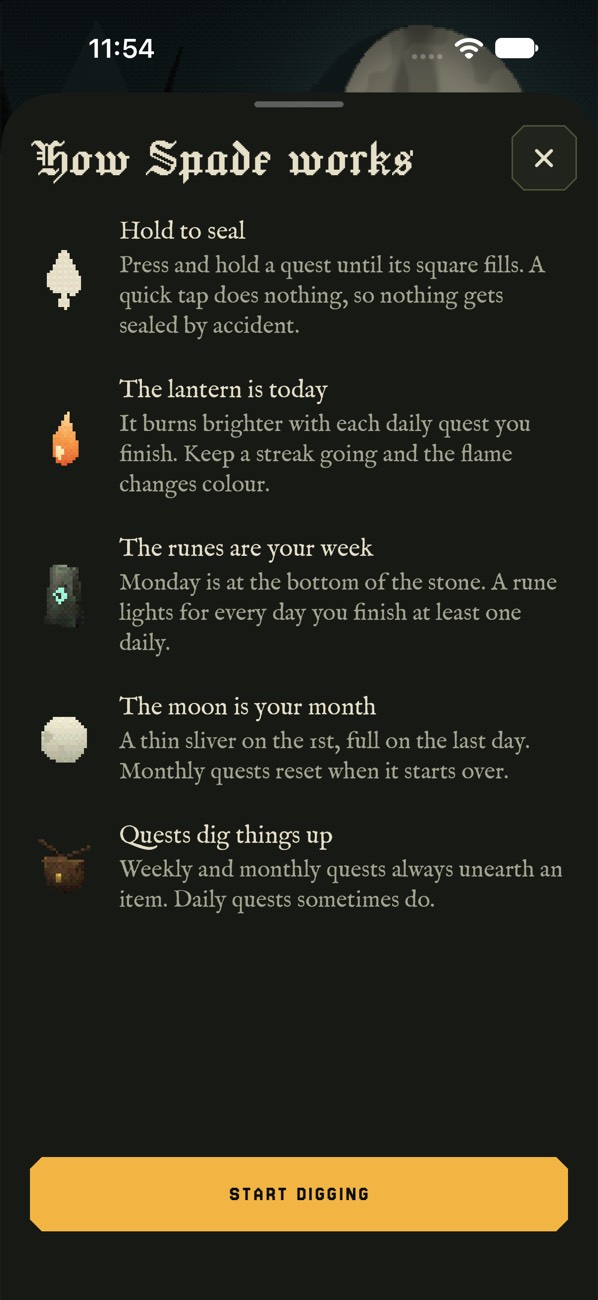 11:54
How Spade works
Hold to seal
Press and hold a quest until its square fills. A
quick tap does nothing, so nothing gets
sealed by accident.
The lantern is today
It burns brighter with each daily quest you
finish. Keep a streak going and the flame
changes colour.
The runes are your week
Monday is at the bottom of the stone. A rune
lights for every day you finish at least one
daily.
The moon is your month
A thin sliver on the 1st, full on the last day.
Monthly quests reset when it starts over.
Quests dig things up
Weekly and monthly quests always unearth an
item. Daily quests sometimes do.
START DIGGING